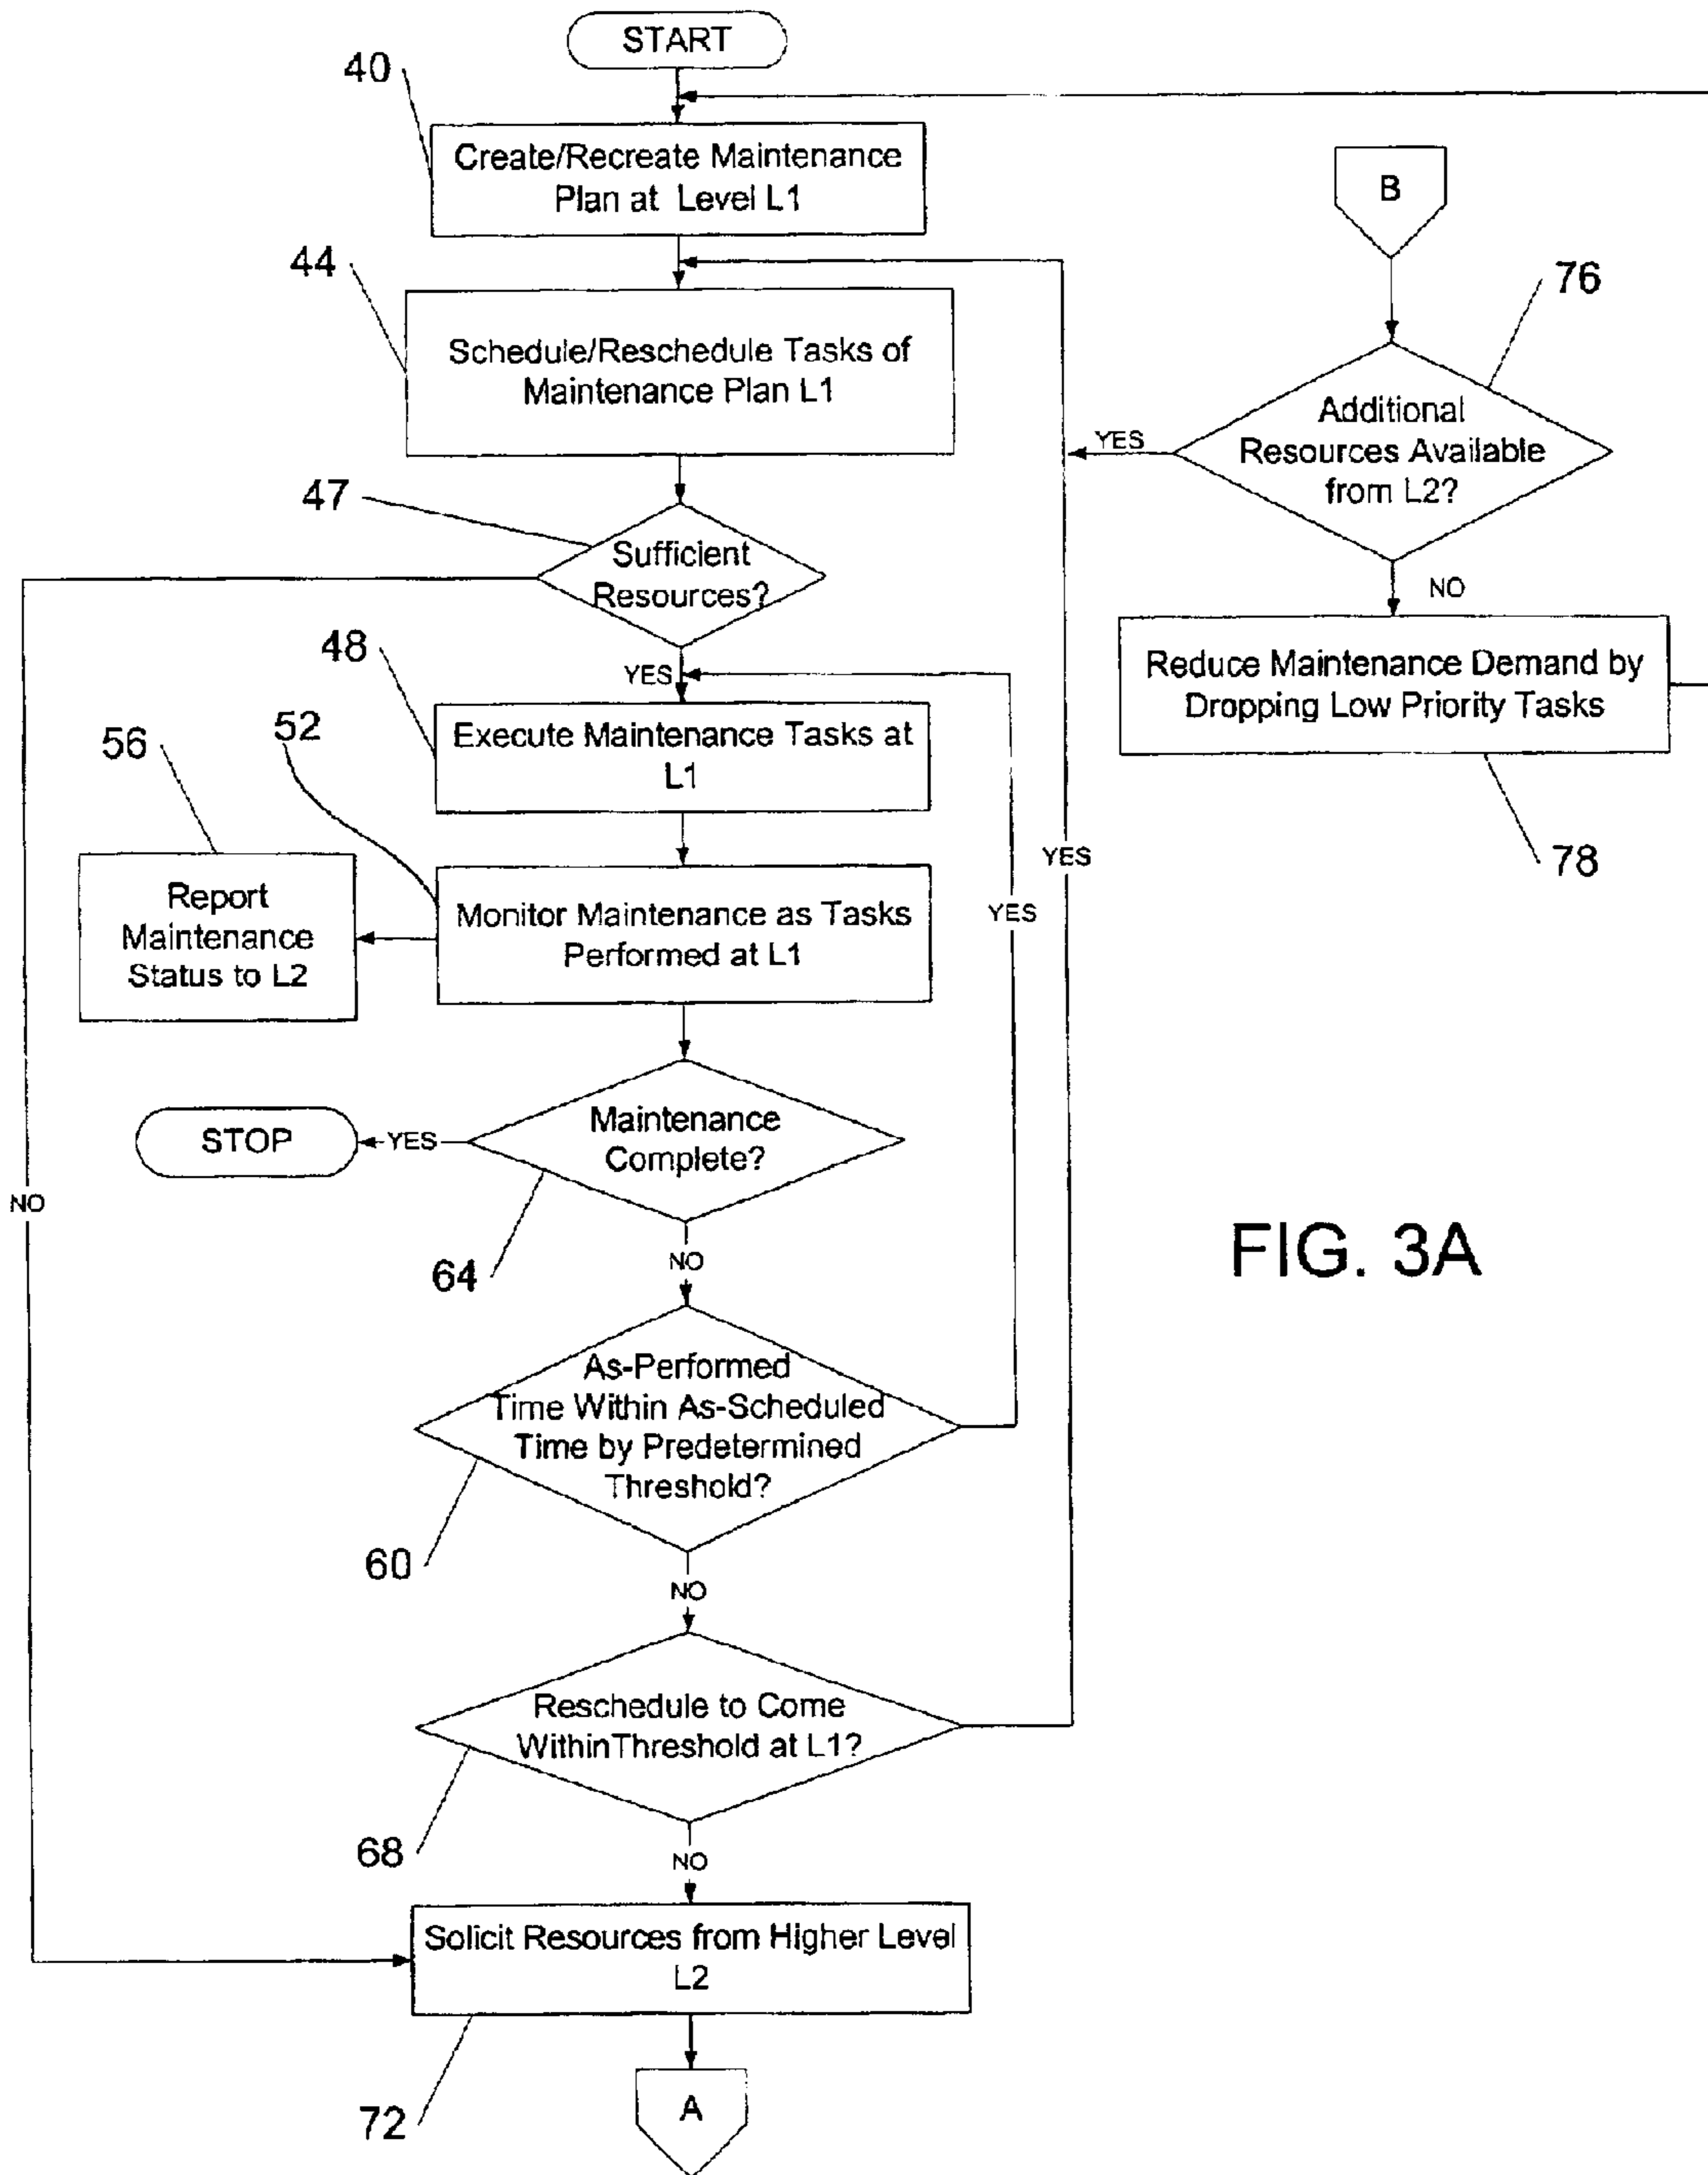 START
40
Create/Recreate Maintenance
Plan at Level L1
B
44
Schedule/Reschedule Tasks of
Maintenance Plan L1
76
Additional
Resources Available
from L2?
YES
NO
47
Sufficient
Resources?
48
YES
Reduce Maintenance Demand by
Dropping Low Priority Tasks
78
Execute Maintenance Tasks at
L1
56
52
Report
Maintenance
Status to L2
Monitor Maintenance as Tasks
Performed at L1
YES
YES
Maintenance
Complete?
STOP
YES
NO
64
NO
FIG. 3A
As-Performed
Time Within As-Scheduled
Time by Predetermined
Threshold?
60
NO
Reschedule to Come
WithinThreshold at L1?
68
NO
Solicit Resources from Higher Level
L2
72
A